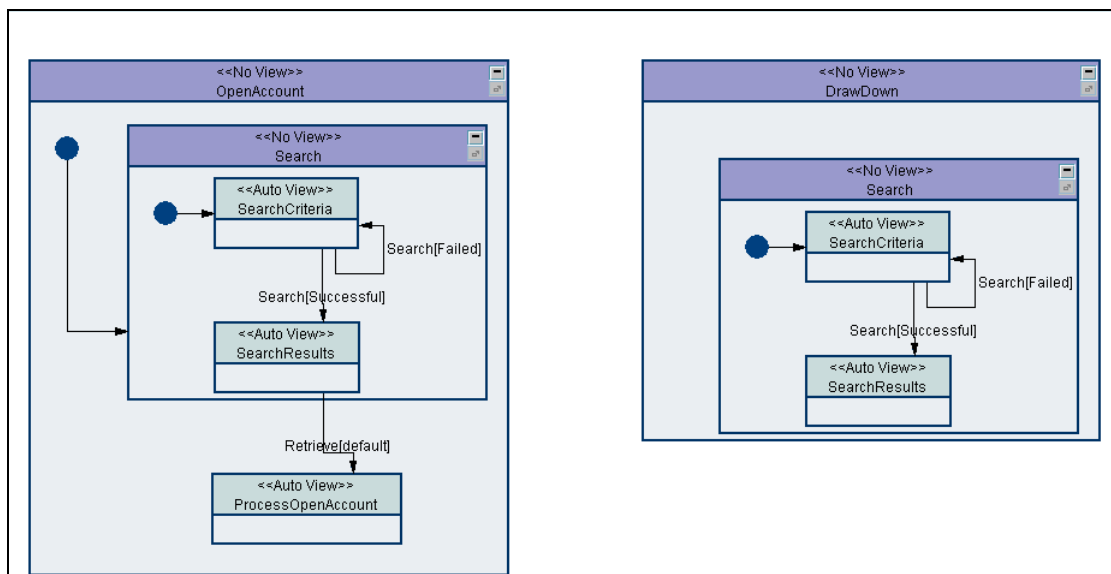 <<No View>>
OpenAccount
<<No View>>
Search
<<Auto View>>
SearchCriteria
Search[Failed]
Search[Successful]
<<Auto View>>
SearchResults
Retrieve[default]
<<Auto View>>
ProcessOpenAccount
<<No View>>
DrawDown
<<No View>>
Search
<<Auto View>>
SearchCriteria
Search[Failed]
Search[Successful]
<<Auto View>>
SearchResults